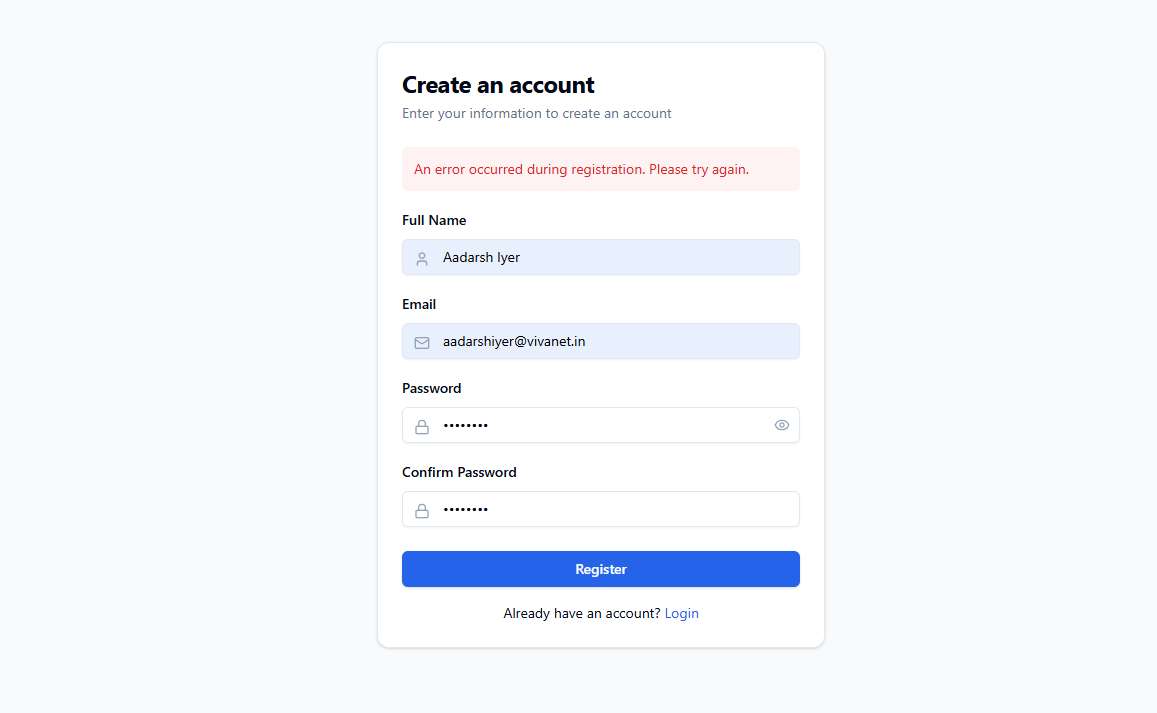 Create an account
Enter your information to create an account
An error occurred during registration. Please try again.
Full Name
Aadarsh Iyer
Email
aadarshiyer@vivanet.in
Password
••••••••
Confirm Password
••••••••
Register
Already have an account? Login